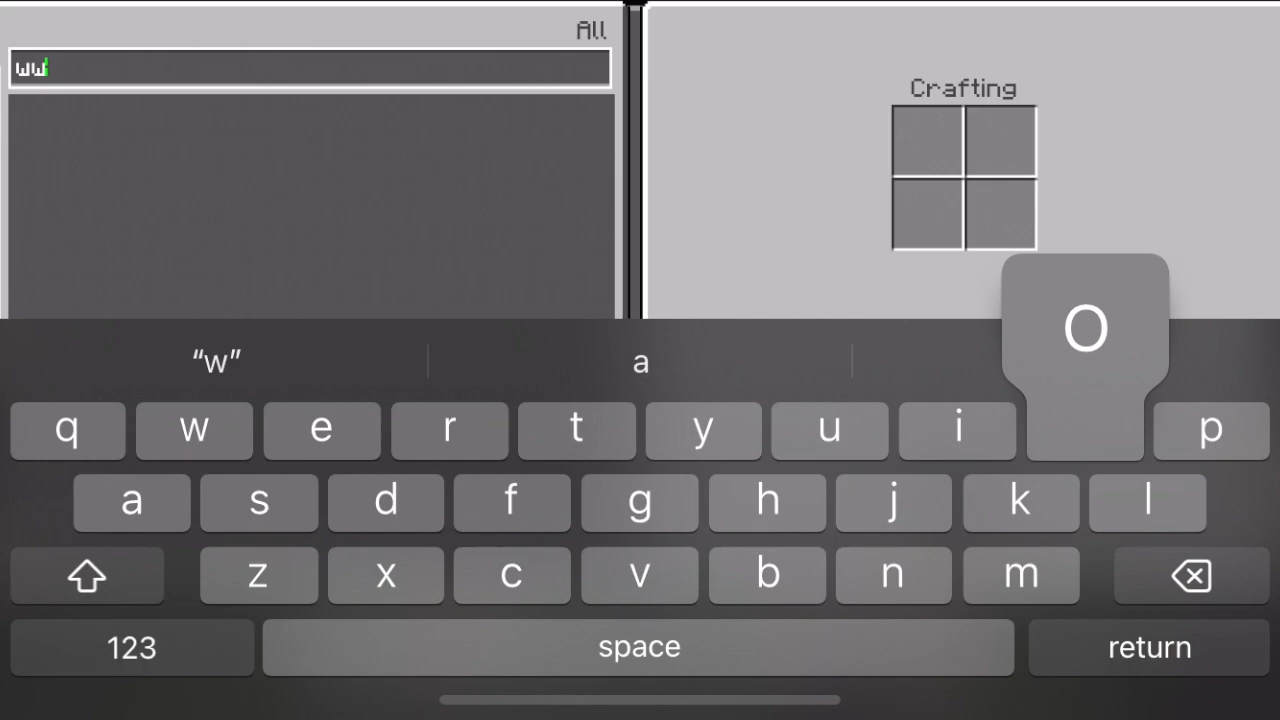 All
ww
Crafting
"w" a
q w e r t y u i O p
a s d f g h j k l
z x c v b n m
123 space return